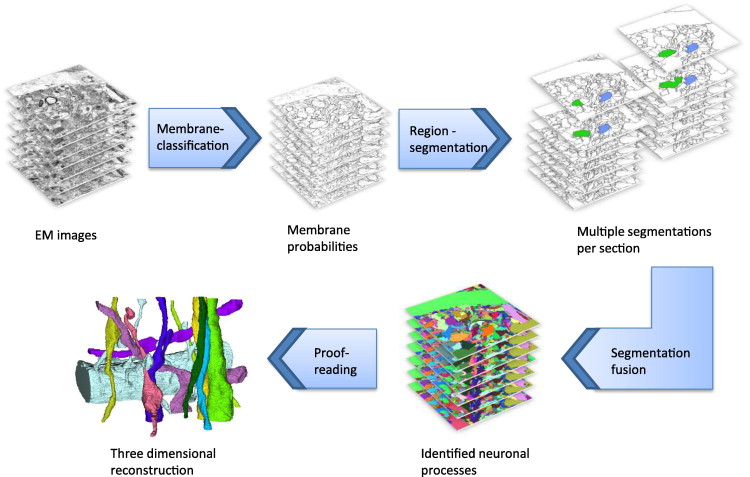 Membrane-
classification
Region -
segmentation
EM images
Membrane
probabilities
Multiple segmentations
per section
Segmentation
fusion
Proof-
reading
Identified neuronal
processes
Three dimensional
reconstruction